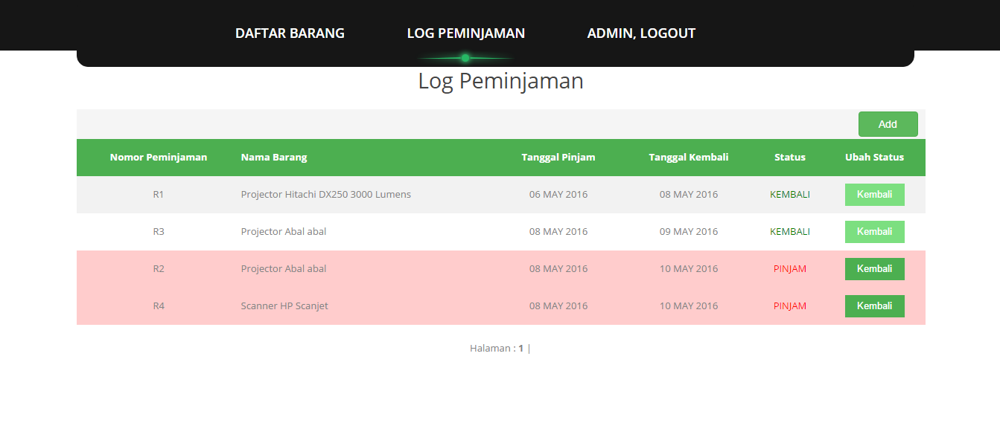 DAFTAR BARANG LOG PEMINJAMAN ADMIN, LOGOUT
Log Peminjaman
Add
Nomor Peminjaman Nama Barang Tanggal Pinjam Tanggal Kembali Status Ubah Status
R1 Projector Hitachi DX250 3000 Lumens 06 MAY 2016 08 MAY 2016 KEMBALI Kembali
R3 Projector Abal abal 08 MAY 2016 09 MAY 2016 KEMBALI Kembali
R2 Projector Abal abal 08 MAY 2016 10 MAY 2016 PINJAM Kembali
R4 Scanner HP Scanjet 08 MAY 2016 10 MAY 2016 PINJAM Kembali
Halaman : 1 |